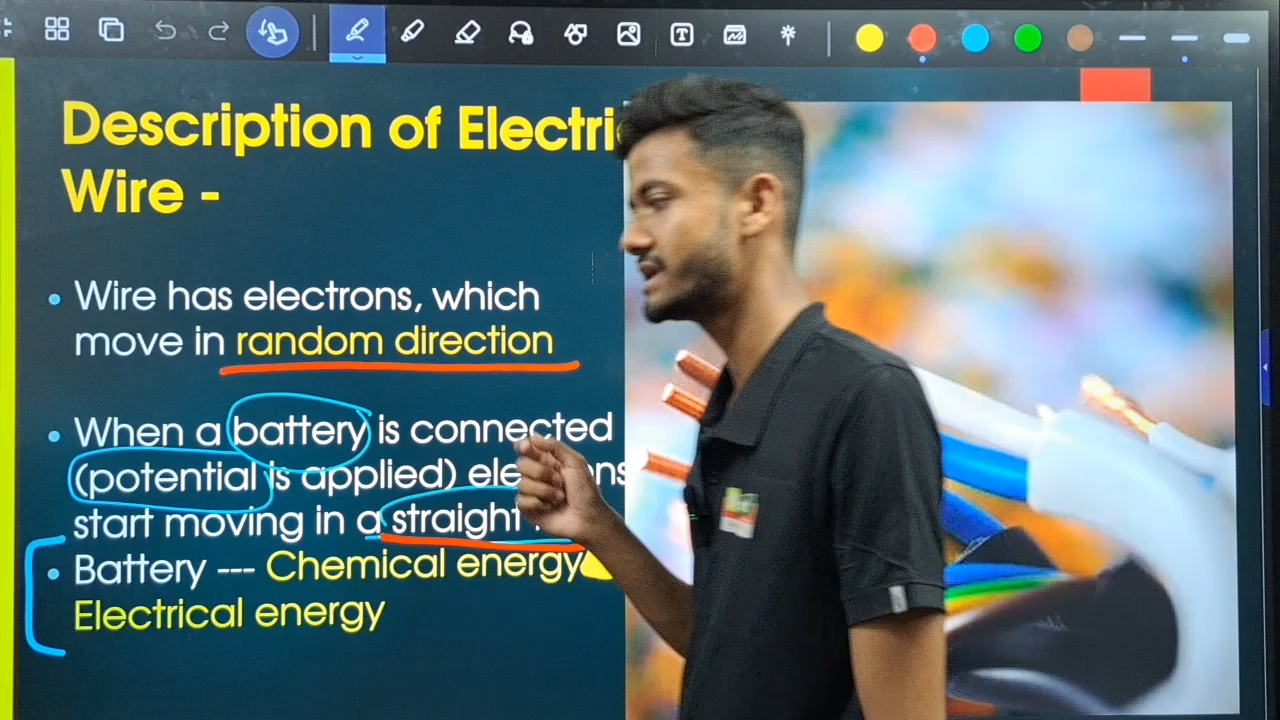 Description of Electri
Wire -
• Wire has electrons, which
move in random direction
• When a battery is connected
(potential is applied)
start moving in a straight
• Battery --- Chemical energy
Electrical energy